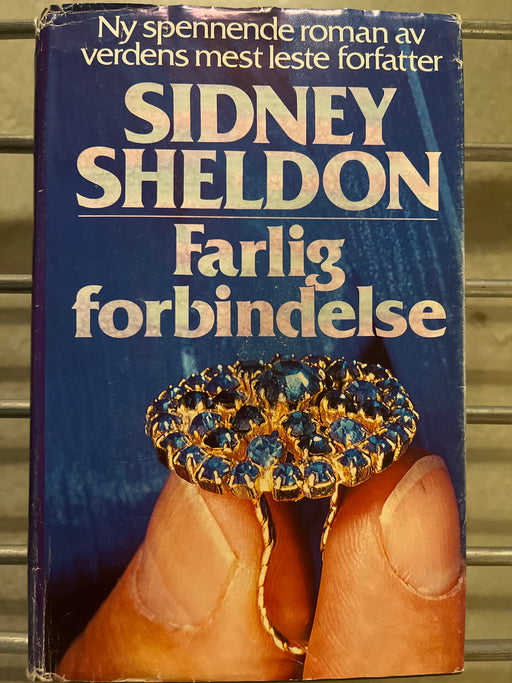 Ny spennende roman av
verdens mest leste forfatter
SIDNEY
SHELDON
Farlig
forbindelse